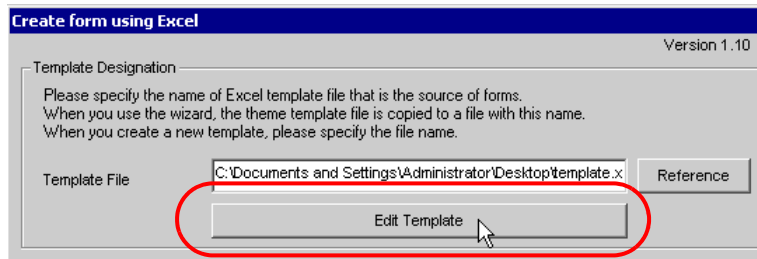 Create form using Excel
Version 1.10
Template Designation
Please specify the name of Excel template file that is the source of forms.
When you use the wizard, the theme template file is copied to a file with this name.
When you create a new template, please specify the file name.
Template File C:\Documents and Settings\Administrator\Desktop\template.x Reference
Edit Template